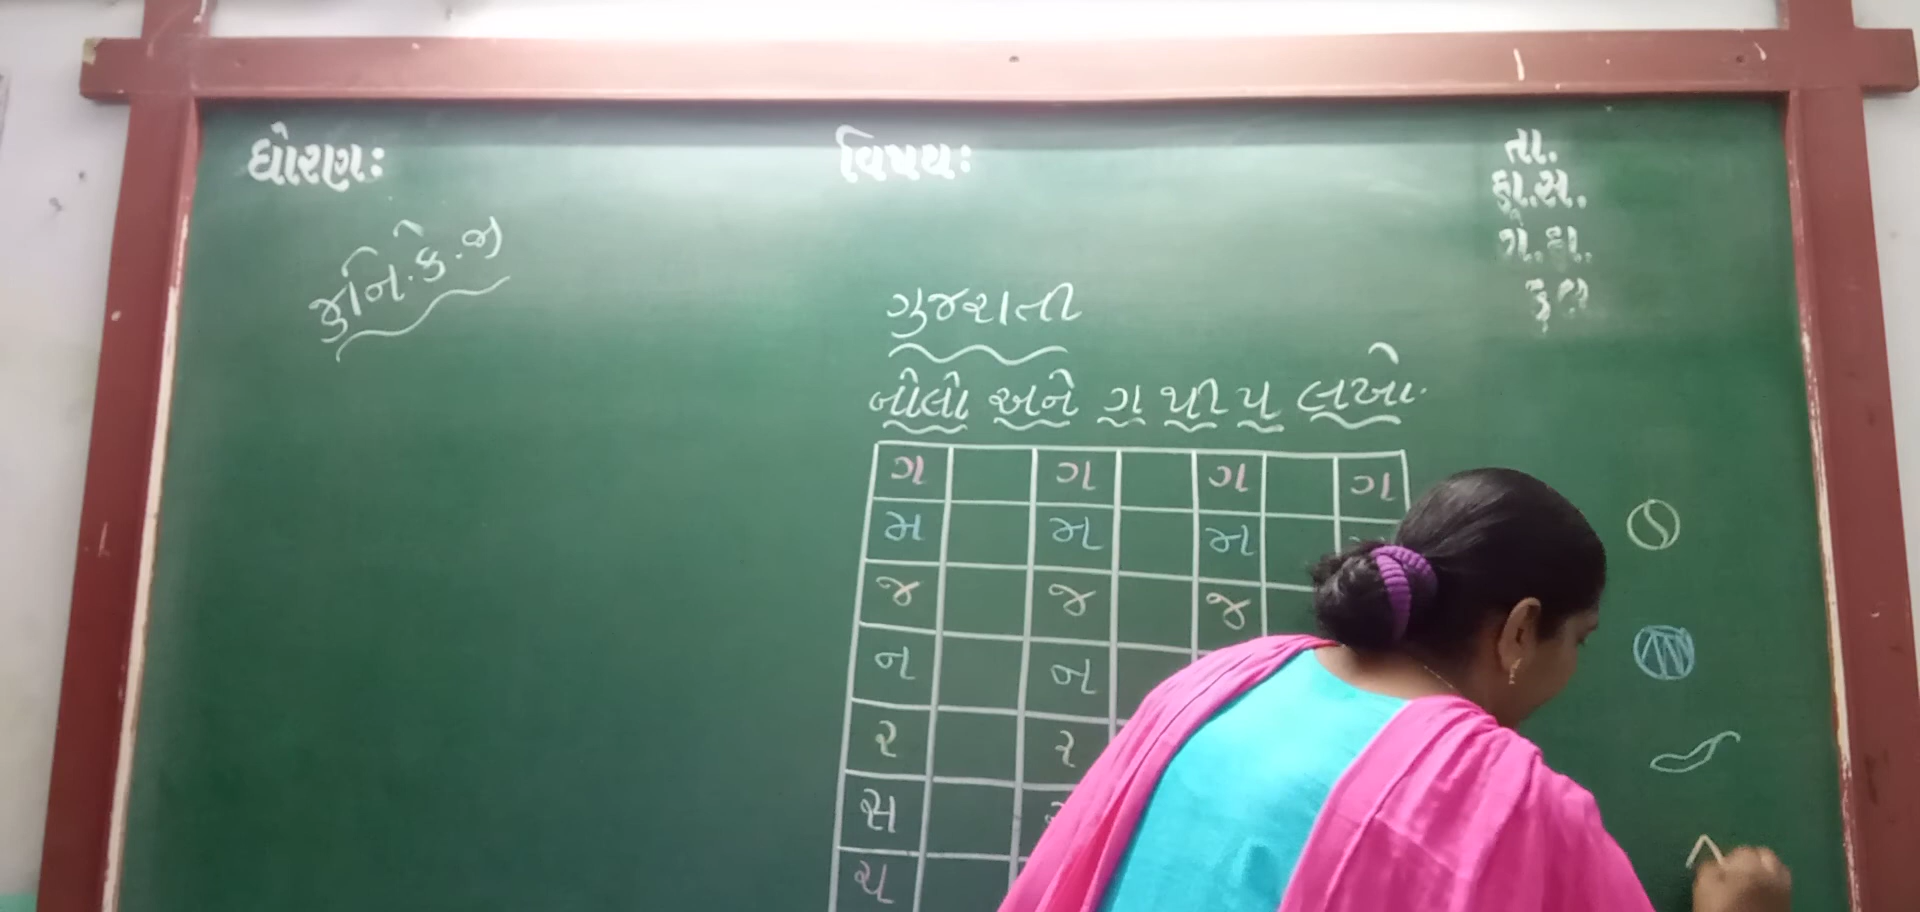 ધોરણ:
વિષય:
તા.
હા.સ.
ગ.હા.
કુલ
જુનિ.કે.જી
ગુજરાતી
બોલો અને ગ થી ય લખો.
ગ ગ ગ ગ
મ મ મ
જ જ જ
ન ન
ર ર
સ
ચ